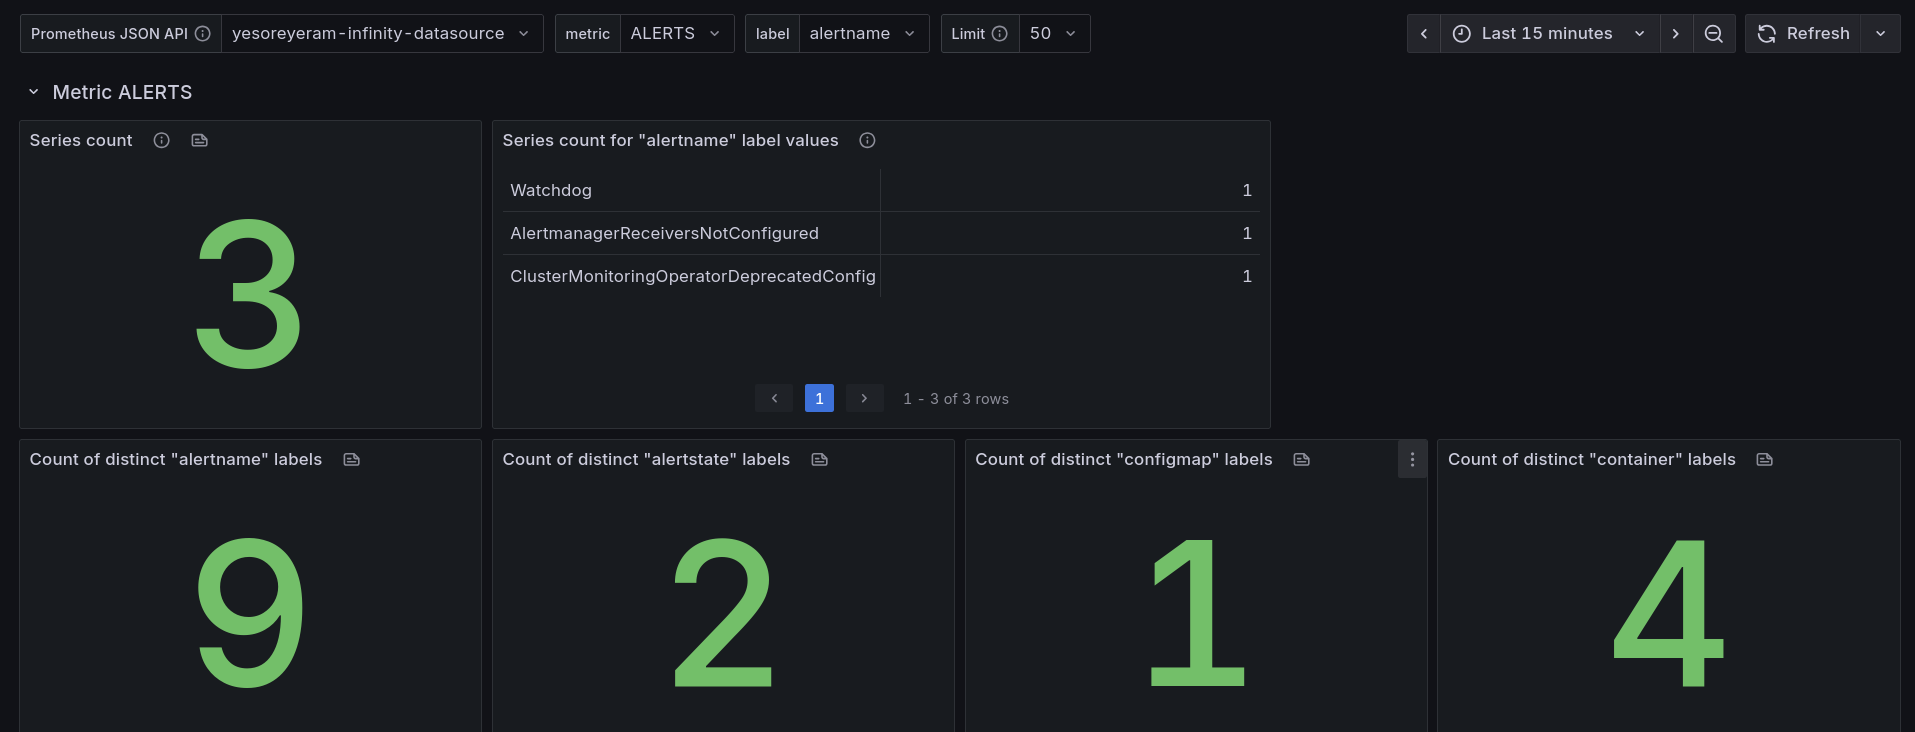 Prometheus JSON API yesoreyeram-infinity-datasource metric ALERTS label alertname Limit 50 Last 15 minutes Refresh
Metric ALERTS
Series count
3
Series count for "alertname" label values
Watchdog 1
AlertmanagerReceiversNotConfigured 1
ClusterMonitoringOperatorDeprecatedConfig 1
1 1 - 3 of 3 rows
Count of distinct "alertname" labels
9
Count of distinct "alertstate" labels
2
Count of distinct "configmap" labels
1
Count of distinct "container" labels
4